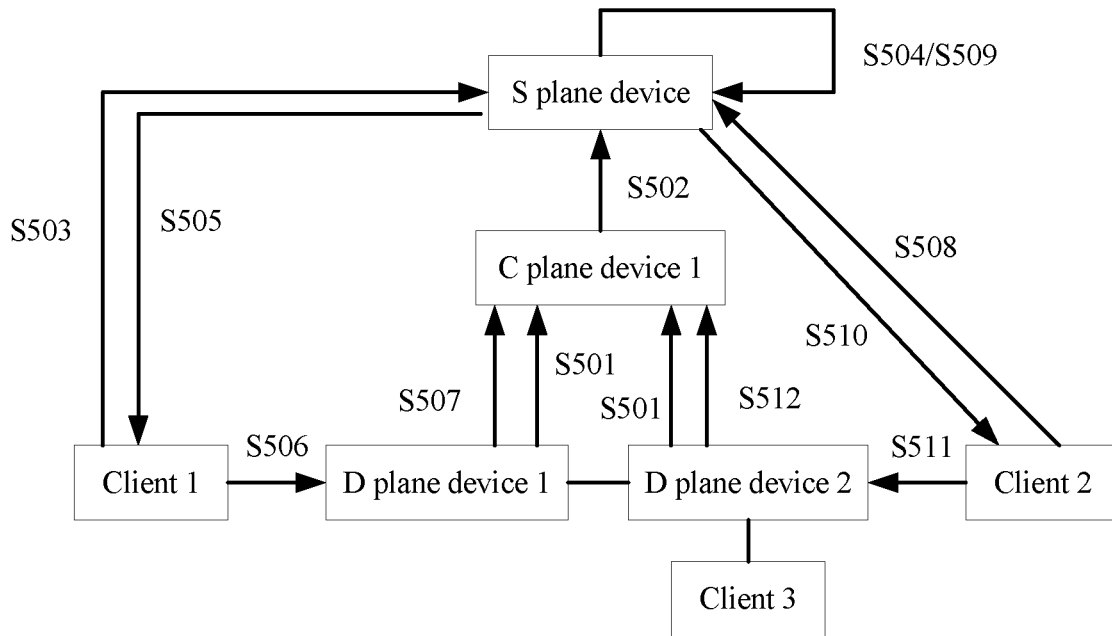 S504/S509
S plane device
S502
S503
S505
S508
C plane device 1
S510
S501
S507
S501
S512
S506
S511
Client 1
D plane device 1
D plane device 2
Client 2
Client 3